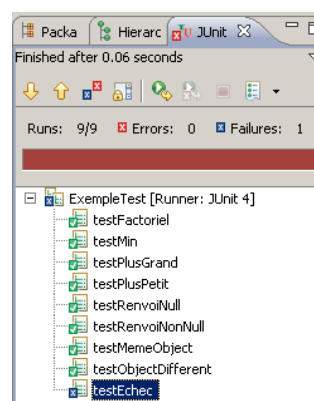 Packa Hierarc JUnit
Finished after 0.06 seconds
Runs: 9/9 Errors: 0 Failures: 1
ExempleTest [Runner: JUnit 4]
testFactoriel
testMin
testPlusGrand
testPlusPetit
testRenvoiNull
testRenvoiNonNull
testMemeObject
testObjectDifferent
testEchec